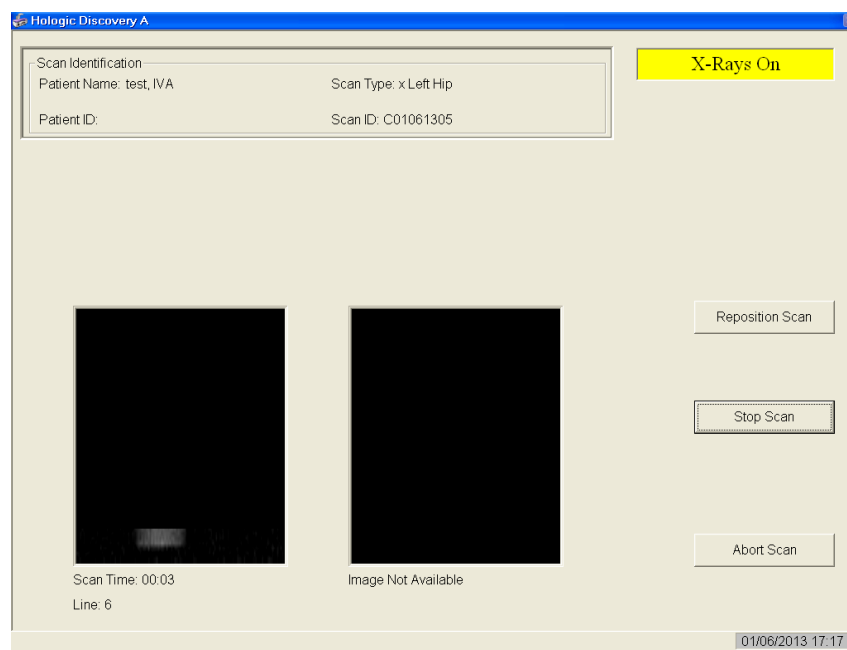 Hologic Discovery A
Scan Identification
X-Rays On
Patient Name: test, IVA
Scan Type: x Left Hip
Patient ID:
Scan ID: C01061305
Reposition Scan
Stop Scan
Abort Scan
Scan Time: 00:03
Image Not Available
Line: 6
01/06/2013 17:17